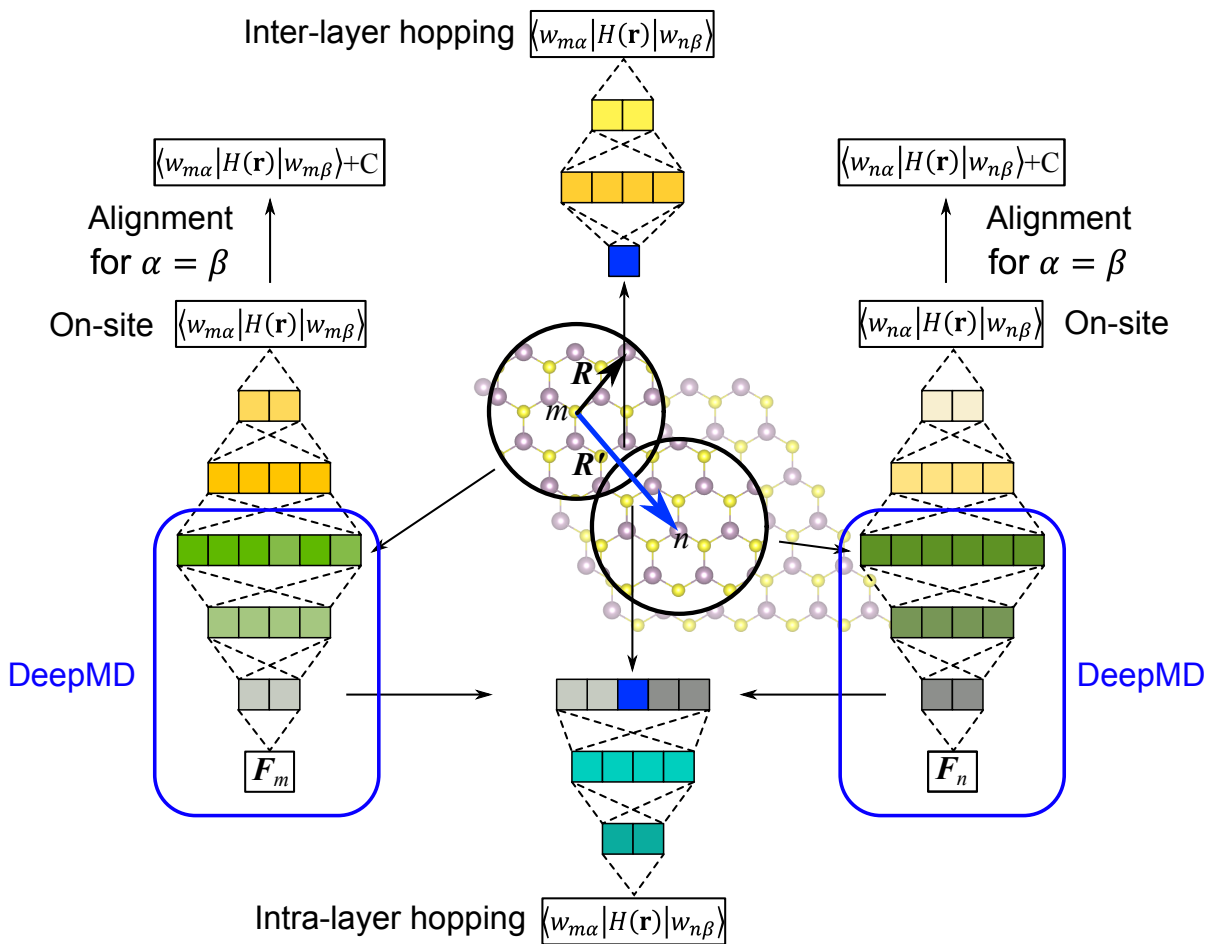 Inter-layer hopping ⟨w_{mα}|H(𝐫)|w_{nβ}⟩
⟨w_{mα}|H(𝐫)|w_{mβ}⟩+C
⟨w_{nα}|H(𝐫)|w_{nβ}⟩+C
Alignment
for α = β
Alignment
for α = β
On-site ⟨w_{mα}|H(𝐫)|w_{mβ}⟩
⟨w_{nα}|H(𝐫)|w_{nβ}⟩ On-site
R
m
R'
n
DeepMD
DeepMD
F_m
F_n
Intra-layer hopping ⟨w_{mα}|H(𝐫)|w_{nβ}⟩